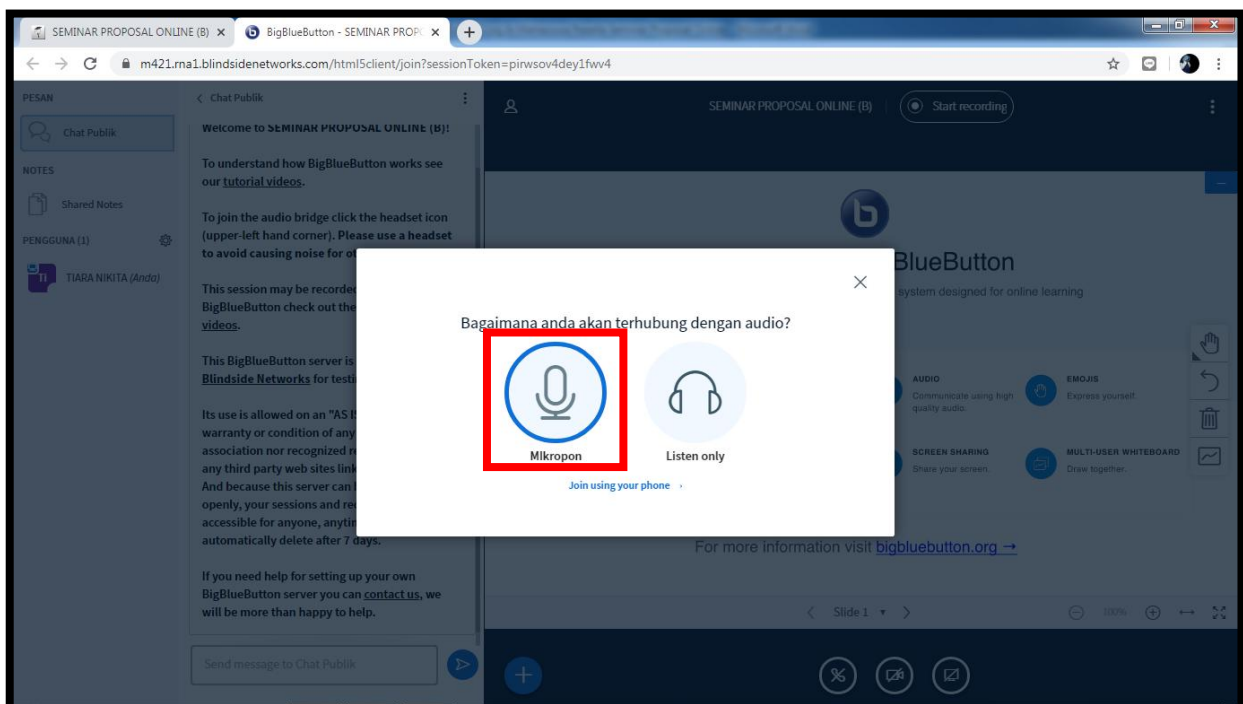 SEMINAR PROPOSAL ONLINE (B)
BigBlueButton - SEMINAR PROP
m421.rna1.blindsidenetworks.com/html5client/join?sessionToken=pirwsov4dey1fwv4
PESAN
Chat Publik
NOTES
Shared Notes
PENGGUNA (1)
TI
TIARA NIKITA (Anda)
Chat Publik
Welcome to SEMINAR PROPOSAL ONLINE (B)!
To understand how BigBlueButton works see
our tutorial videos.
To join the audio bridge click the headset icon
(upper-left hand corner). Please use a headset
to avoid causing noise for
This session may be recorded
BigBlueButton check out the
videos.
This BigBlueButton server is
Blindside Networks for
Its use is allowed on an "AS
warranty or condition of any
association nor recognized
any third party web sites
And because this server can
openly, your sessions and
accessible for anyone,
automatically delete after 7 days.
If you need help for setting up your own
BigBlueButton server you can contact us, we
will be more than happy to help.
Send message to Chat Publik
SEMINAR PROPOSAL ONLINE (B)
Start recording
b
BlueButton
system designed for online learning
AUDIO
Communicate using high
quality audio.
EMOJIS
Express yourself.
SCREEN SHARING
Share your screen.
MULTI-USER WHITEBOARD
Draw together.
For more information visit bigbluebutton.org →
Slide 1
100%
Bagaimana anda akan terhubung dengan audio?
MIkropon
Listen only
Join using your phone